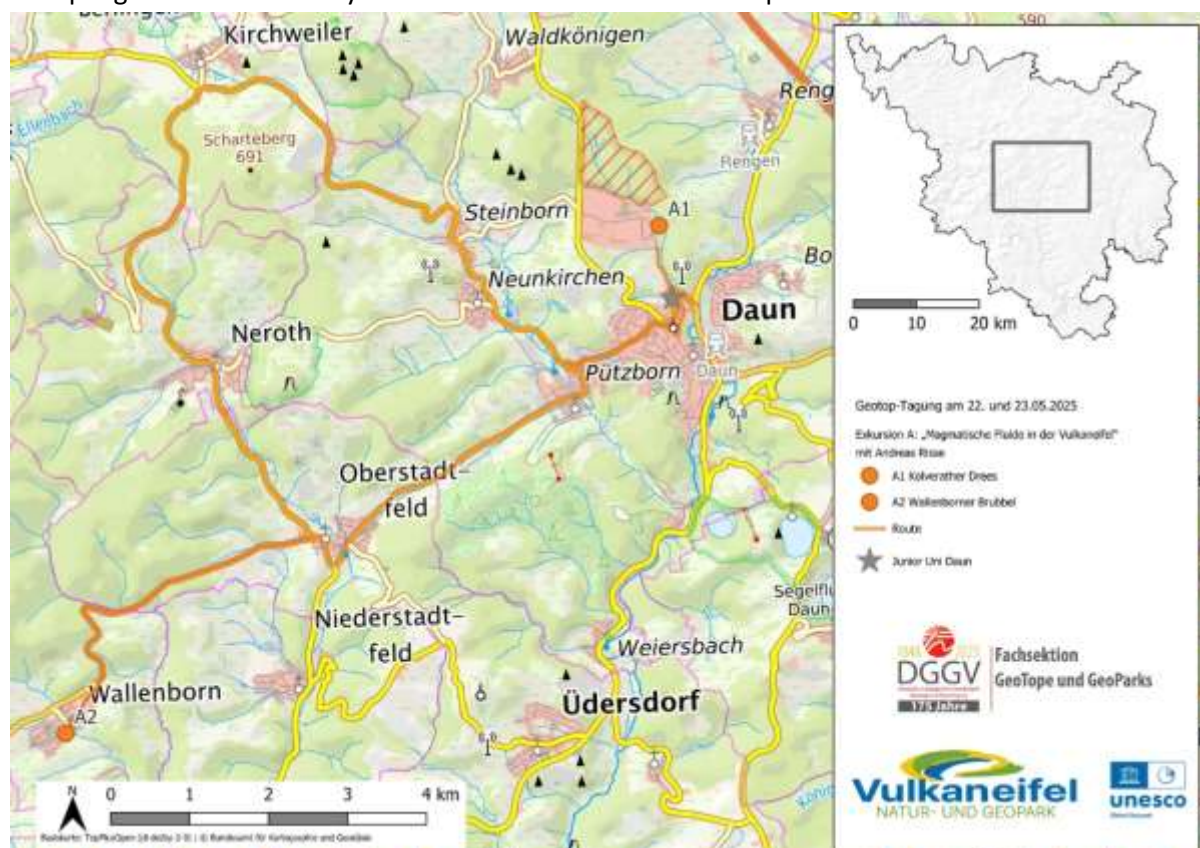 Kirchweiler
Waldkönigen
590
Ellenbach
Scharteberg
691
Rengen
A1
Steinborn
Neunkirchen
Daun
Neroth
Pützborn
Daun
Oberstadt-
feld
Segelflu
Daun
Niederstadt-
feld
Weiersbach
Wallenborn
Üdersdorf
A2
N
0 1 2 3 4 km
0 10 20 km
Geotop-Tagung am 22. und 23.05.2025
Exkursion A: „Magmatische Fluide in der Vulkaneifel“
mit Andreas Risse
A1 Kolverather Drees
A2 Wallenborner Brubbel
Route
Junior Uni Daun
DGGV
175 Jahre
Fachsektion
GeoTope und GeoParks
Vulkaneifel
NATUR- UND GEOPARK
unesco